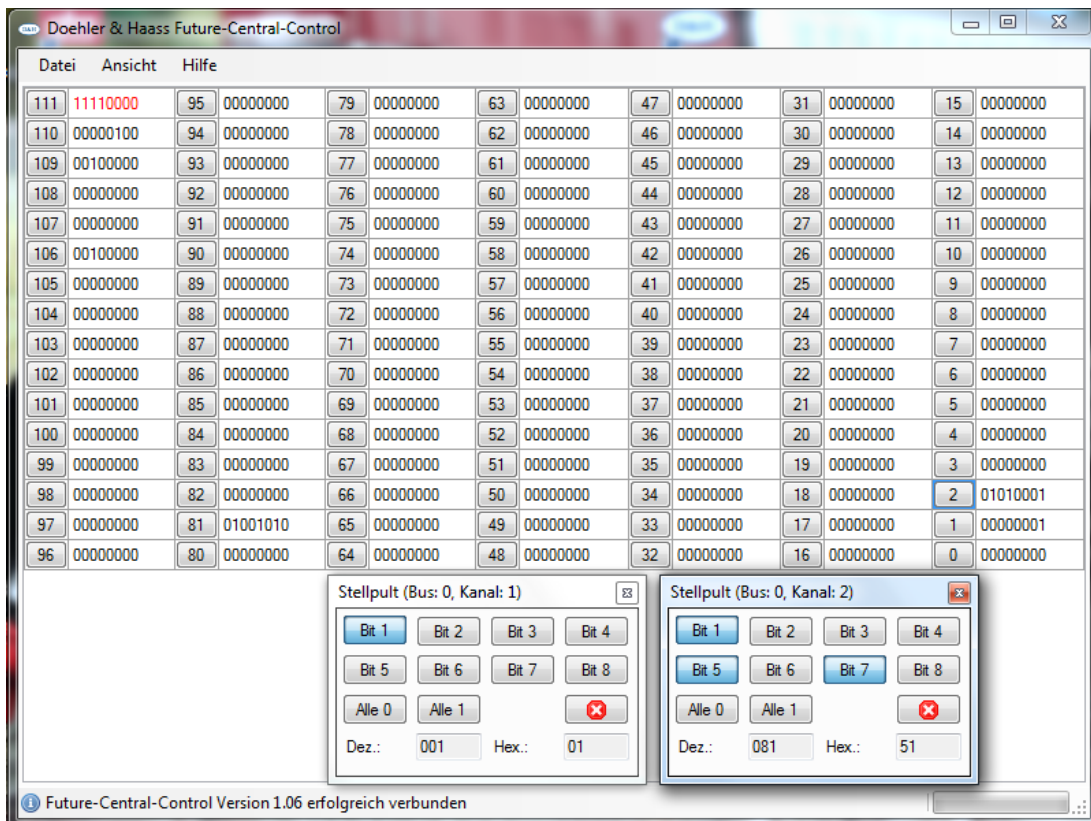 Doehler & Haass Future-Central-Control
Datei Ansicht Hilfe
111 11110000 95 00000000 79 00000000 63 00000000 47 00000000 31 00000000 15 00000000
110 00000100 94 00000000 78 00000000 62 00000000 46 00000000 30 00000000 14 00000000
109 00100000 93 00000000 77 00000000 61 00000000 45 00000000 29 00000000 13 00000000
108 00000000 92 00000000 76 00000000 60 00000000 44 00000000 28 00000000 12 00000000
107 00000000 91 00000000 75 00000000 59 00000000 43 00000000 27 00000000 11 00000000
106 00100000 90 00000000 74 00000000 58 00000000 42 00000000 26 00000000 10 00000000
105 00000000 89 00000000 73 00000000 57 00000000 41 00000000 25 00000000 9 00000000
104 00000000 88 00000000 72 00000000 56 00000000 40 00000000 24 00000000 8 00000000
103 00000000 87 00000000 71 00000000 55 00000000 39 00000000 23 00000000 7 00000000
102 00000000 86 00000000 70 00000000 54 00000000 38 00000000 22 00000000 6 00000000
101 00000000 85 00000000 69 00000000 53 00000000 37 00000000 21 00000000 5 00000000
100 00000000 84 00000000 68 00000000 52 00000000 36 00000000 20 00000000 4 00000000
99 00000000 83 00000000 67 00000000 51 00000000 35 00000000 19 00000000 3 00000000
98 00000000 82 00000000 66 00000000 50 00000000 34 00000000 18 00000000 2 01010001
97 00000000 81 01001010 65 00000000 49 00000000 33 00000000 17 00000000 1 00000001
96 00000000 80 00000000 64 00000000 48 00000000 32 00000000 16 00000000 0 00000000
Stellpult (Bus: 0, Kanal: 1)
Bit 1 Bit 2 Bit 3 Bit 4
Bit 5 Bit 6 Bit 7 Bit 8
Alle 0 Alle 1
Dez.: 001 Hex.: 01
Stellpult (Bus: 0, Kanal: 2)
Bit 1 Bit 2 Bit 3 Bit 4
Bit 5 Bit 6 Bit 7 Bit 8
Alle 0 Alle 1
Dez.: 081 Hex.: 51
Future-Central-Control Version 1.06 erfolgreich verbunden